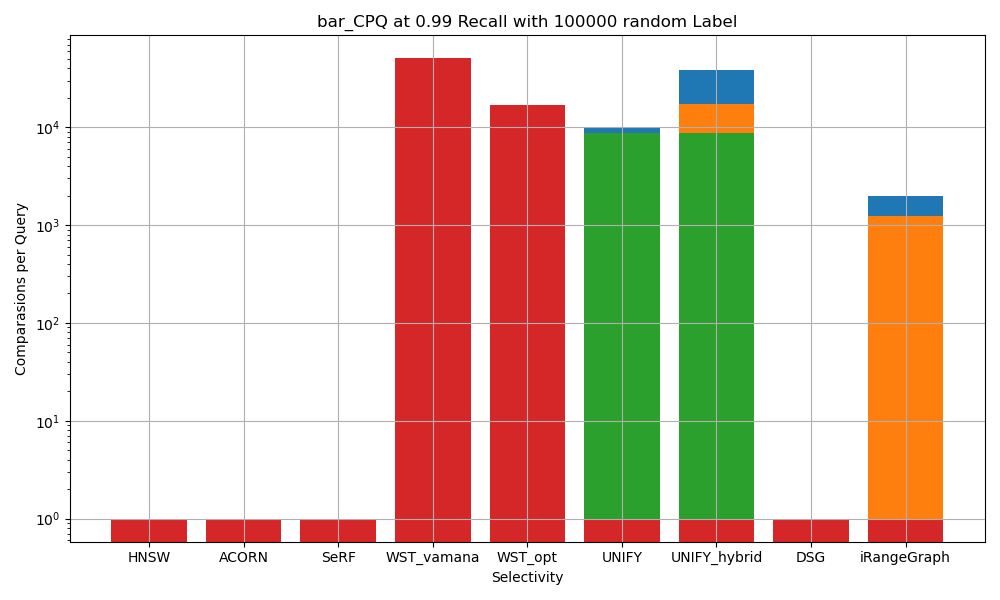 bar_CPQ at 0.99 Recall with 100000 random Label
Comparasions per Query
10^4
10^3
10^2
10^1
10^0
HNSW ACORN SeRF WST_vamana WST_opt UNIFY UNIFY_hybrid DSG iRangeGraph
Selectivity